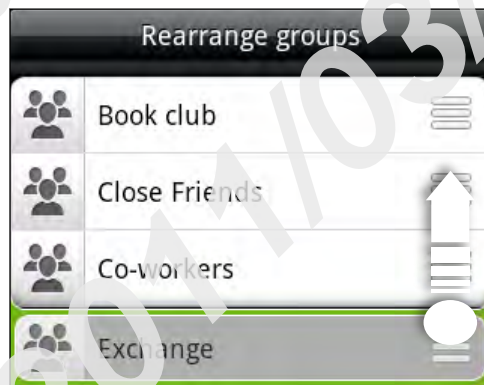 Rearrange groups
Book club
Close Friends
Co-workers
Exchange